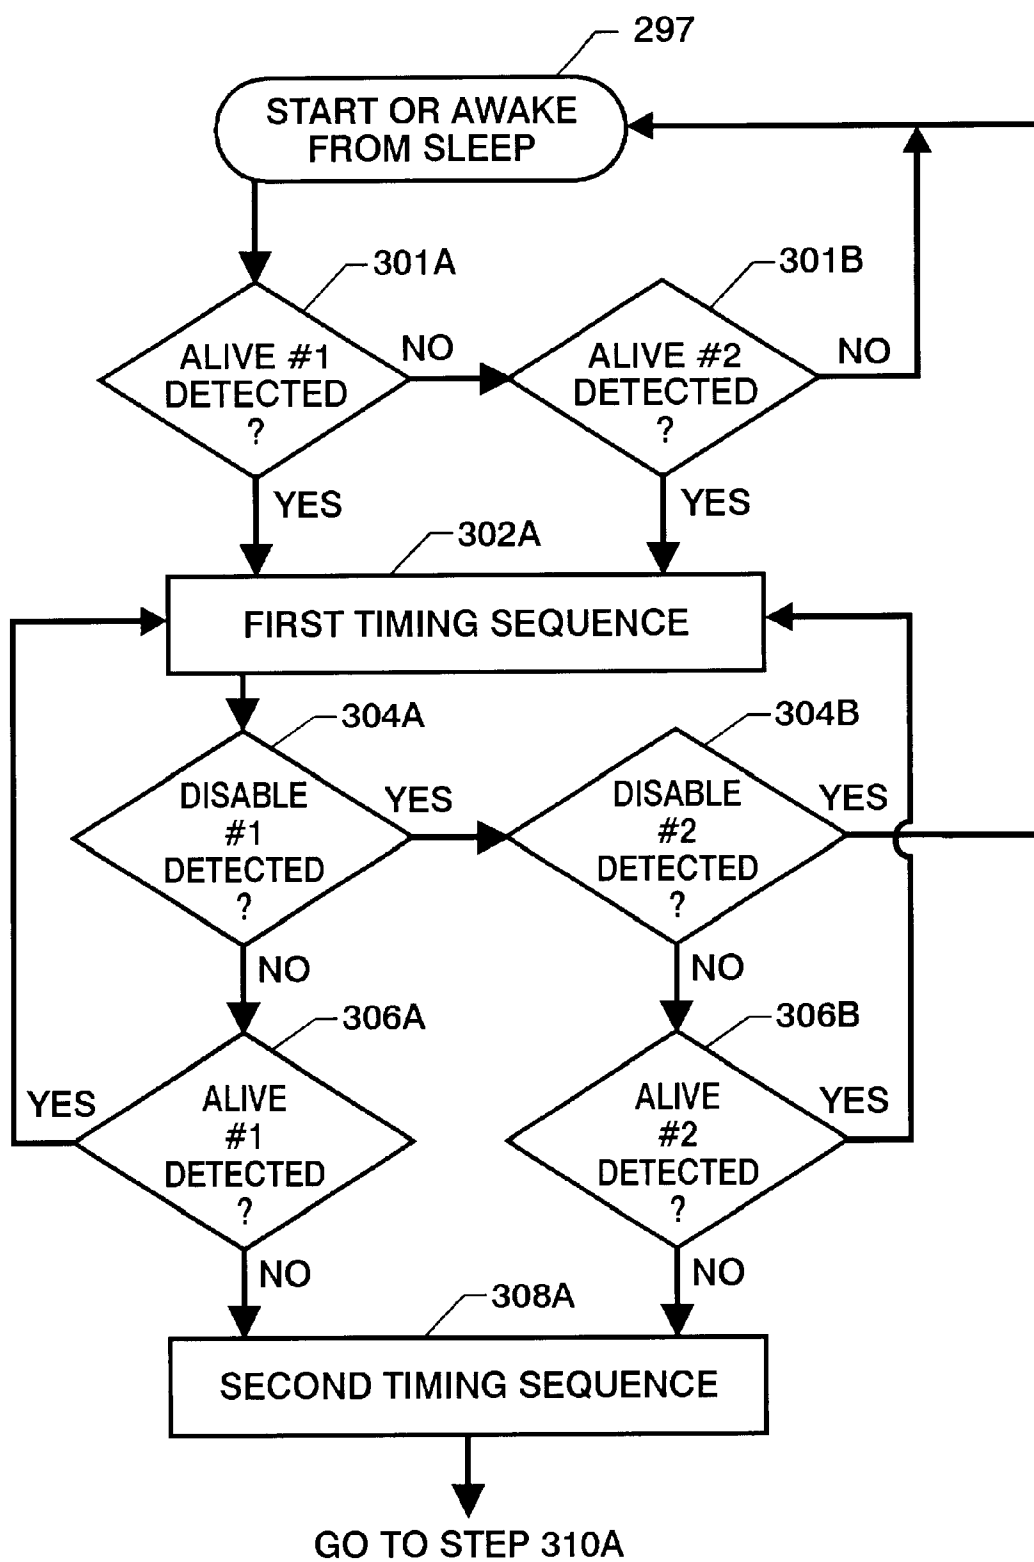 297
START OR AWAKE
FROM SLEEP
301A
301B
ALIVE #1
DETECTED
?
NO
ALIVE #2
DETECTED
?
NO
YES
YES
302A
FIRST TIMING SEQUENCE
304A
304B
DISABLE
#1
DETECTED
?
YES
DISABLE
#2
DETECTED
?
YES
NO
NO
306A
306B
YES
ALIVE
#1
DETECTED
?
ALIVE
#2
DETECTED
?
YES
NO
NO
308A
SECOND TIMING SEQUENCE
GO TO STEP 310A